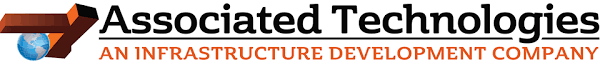 Associated Technologies
AN INFRASTRUCTURE DEVELOPMENT COMPANY